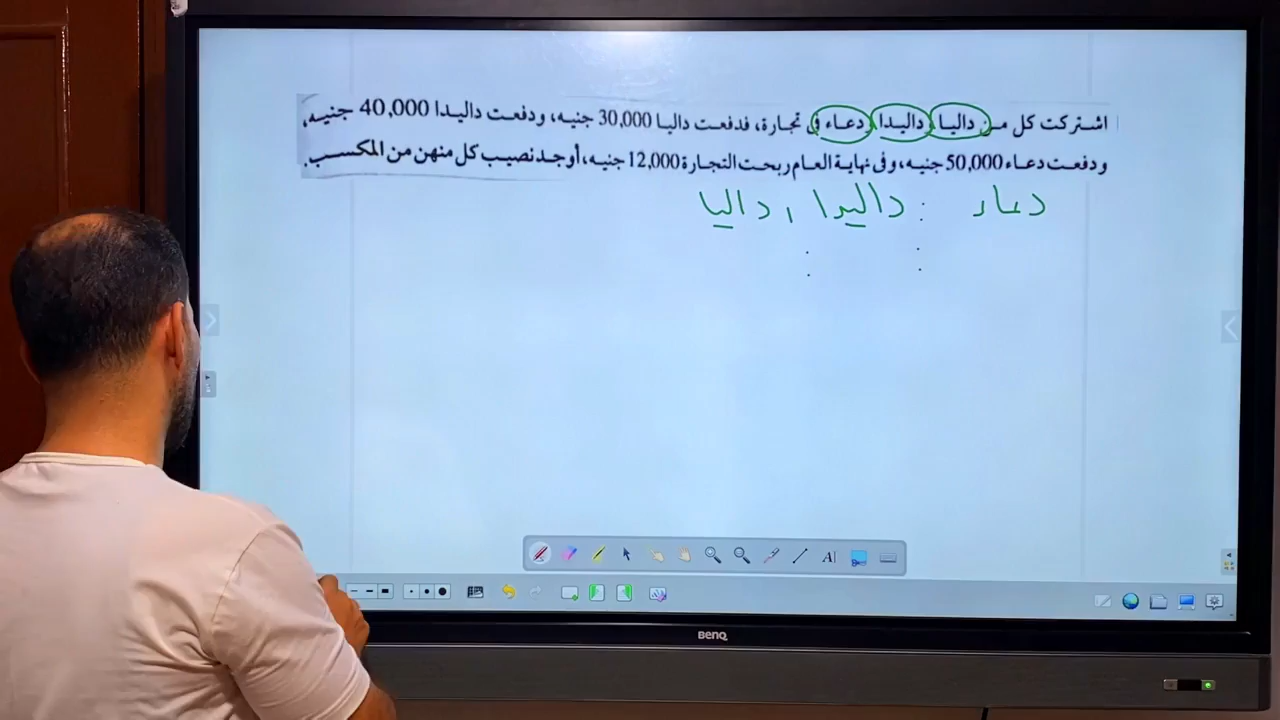 اشتركت كل من داليا، داليدا، دعاء فى تجارة، فدفعت داليا 30,000 جنيه، ودفعت داليدا 40,000 جنيه،
ودفعت دعاء 50,000 جنيه، وفى نهاية العام ربحت التجارة 12,000 جنيه، أوجد نصيب كل منهن من المكسب.
دعاء : داليدا ، داليا
: :
A
BENQ